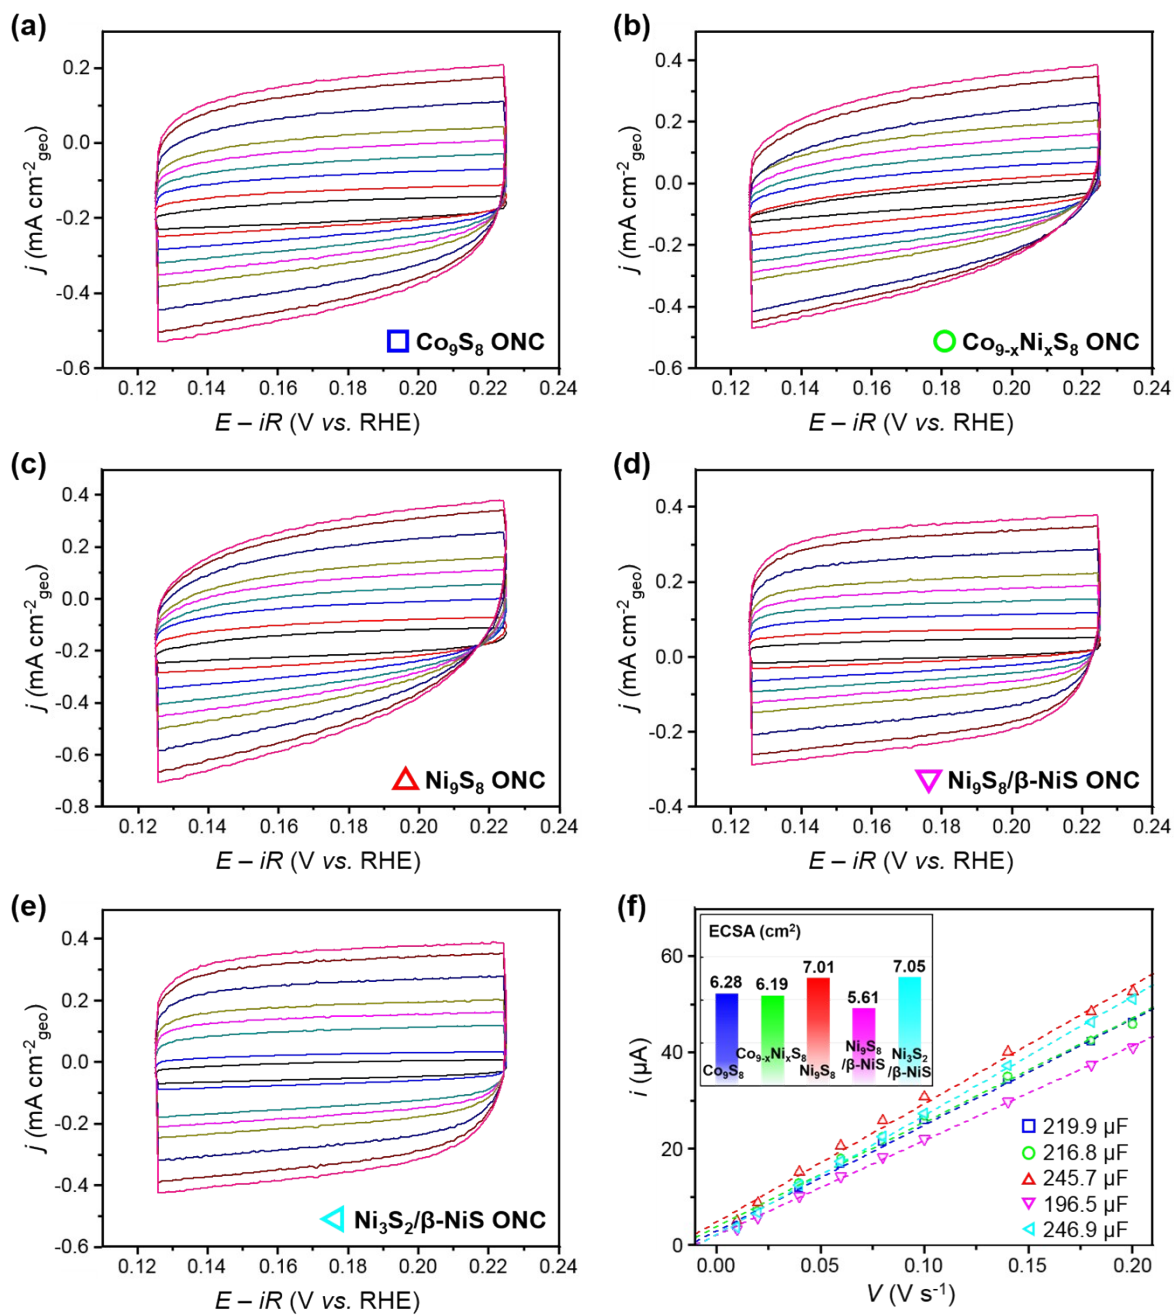 (a)
0.2
0.0
-0.2
-0.4
-0.6
j (mA cm⁻²geo)
Co₉S₈ ONC
0.12 0.14 0.16 0.18 0.20 0.22 0.24
E – iR (V vs. RHE)
(b)
0.4
0.2
0.0
-0.2
-0.4
-0.6
j (mA cm⁻²geo)
Co₉₋ₓNiₓS₈ ONC
0.12 0.14 0.16 0.18 0.20 0.22 0.24
E – iR (V vs. RHE)
(c)
0.4
0.2
0.0
-0.2
-0.4
-0.6
-0.8
j (mA cm⁻²geo)
Ni₉S₈ ONC
0.12 0.14 0.16 0.18 0.20 0.22 0.24
E – iR (V vs. RHE)
(d)
0.4
0.2
0.0
-0.2
-0.4
j (mA cm⁻²geo)
Ni₉S₈/β-NiS ONC
0.12 0.14 0.16 0.18 0.20 0.22 0.24
E – iR (V vs. RHE)
(e)
0.4
0.2
0.0
-0.2
-0.4
-0.6
j (mA cm⁻²geo)
Ni₃S₂/β-NiS ONC
0.12 0.14 0.16 0.18 0.20 0.22 0.24
E – iR (V vs. RHE)
(f)
60
40
20
0
i (µA)
ECSA (cm²)
6.28 6.19 7.01 5.61 7.05
Co₉S₈
Co₉₋ₓNiₓS₈
Ni₉S₈
Ni₉S₈
/β-NiS
Ni₃S₂
/β-NiS
219.9 µF
216.8 µF
245.7 µF
196.5 µF
246.9 µF
0.00 0.05 0.10 0.15 0.20
V (V s⁻¹)